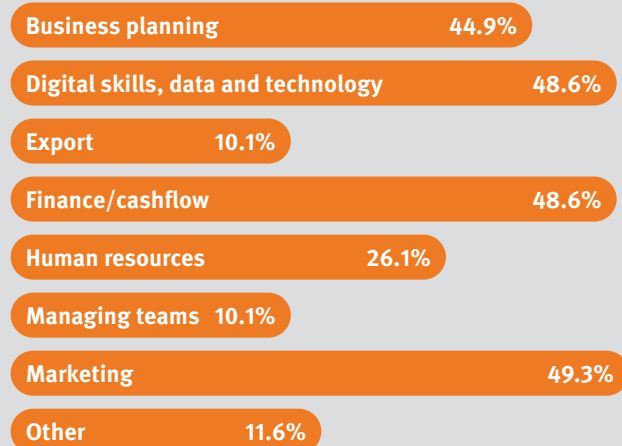 Business planning 44.9%
Digital skills, data and technology 48.6%
Export 10.1%
Finance/cashflow 48.6%
Human resources 26.1%
Managing teams 10.1%
Marketing 49.3%
Other 11.6%